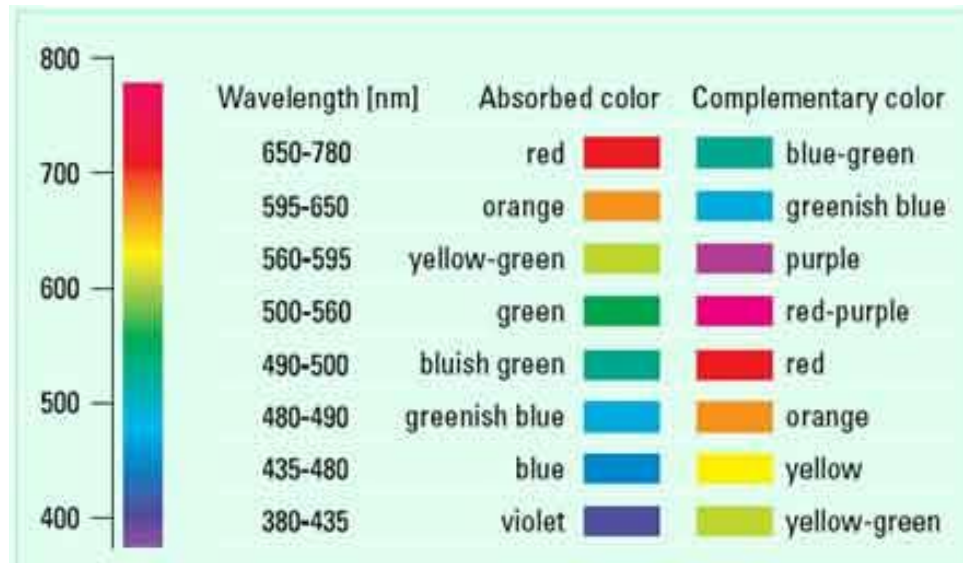 800
700
600
500
400
Wavelength [nm] Absorbed color Complementary color
650-780 red blue-green
595-650 orange greenish blue
560-595 yellow-green purple
500-560 green red-purple
490-500 bluish green red
480-490 greenish blue orange
435-480 blue yellow
380-435 violet yellow-green